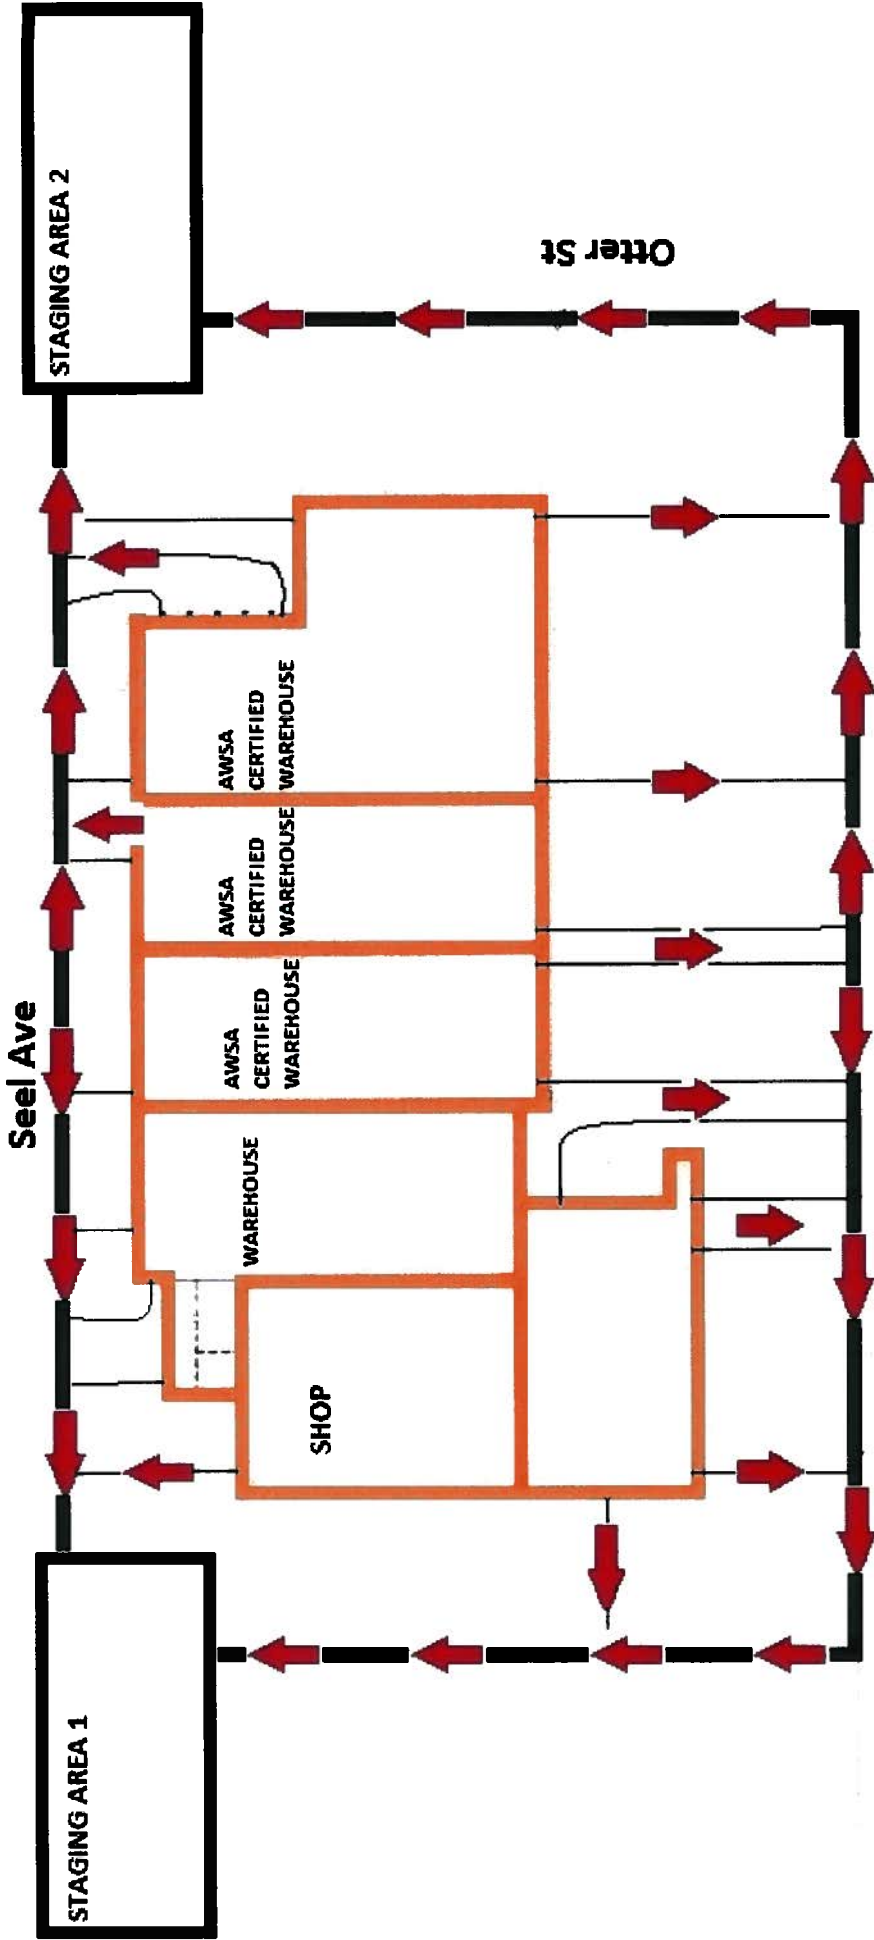 Seel Ave
STAGING AREA 1
STAGING AREA 2
SHOP
WAREHOUSE
AWSA
CERTIFIED
WAREHOUSE
AWSA
CERTIFIED
WAREHOUSE
AWSA
CERTIFIED
WAREHOUSE
Otter St